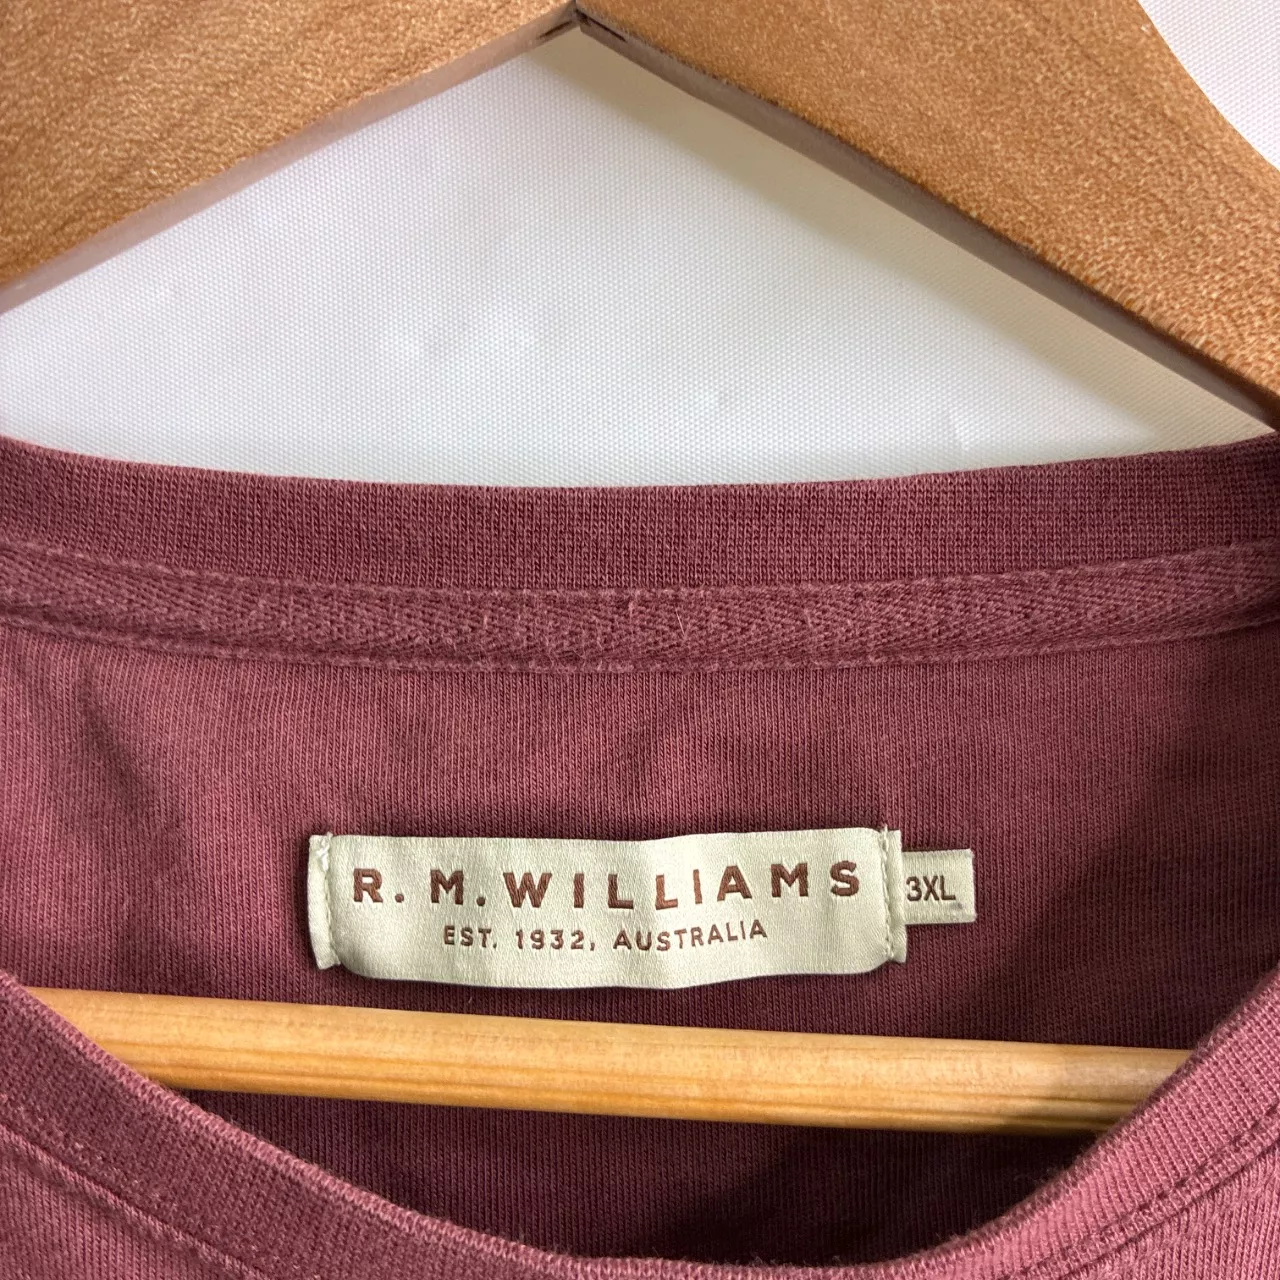 R.M.WILLIAMS
EST. 1932, AUSTRALIA
3XL